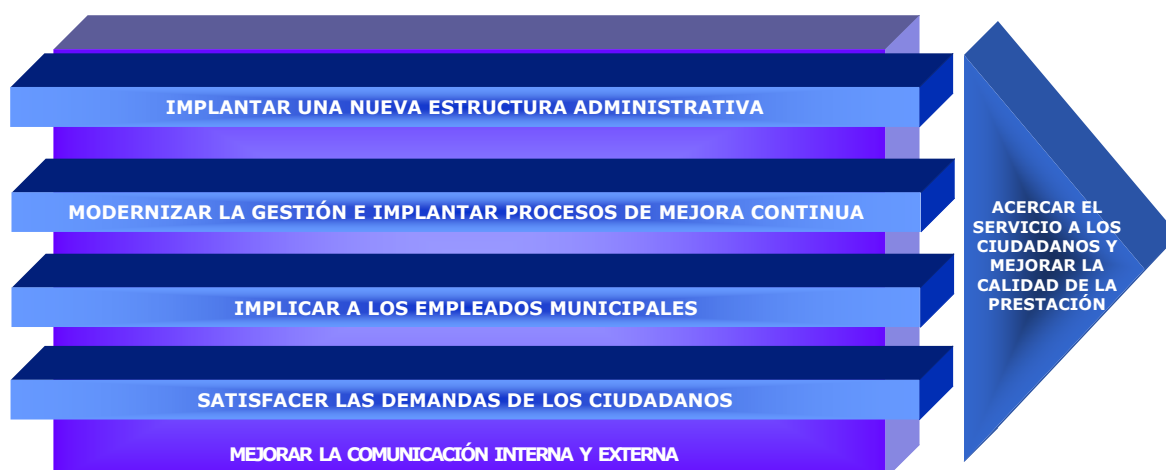 IMPLANTAR UNA NUEVA ESTRUCTURA ADMINISTRATIVA
MODERNIZAR LA GESTIÓN E IMPLANTAR PROCESOS DE MEJORA CONTINUA
IMPLICAR A LOS EMPLEADOS MUNICIPALES
SATISFACER LAS DEMANDAS DE LOS CIUDADANOS
MEJORAR LA COMUNICACIÓN INTERNA Y EXTERNA
ACERCAR EL
SERVICIO A LOS
CIUDADANOS Y
MEJORAR LA
CALIDAD DE LA
PRESTACIÓN